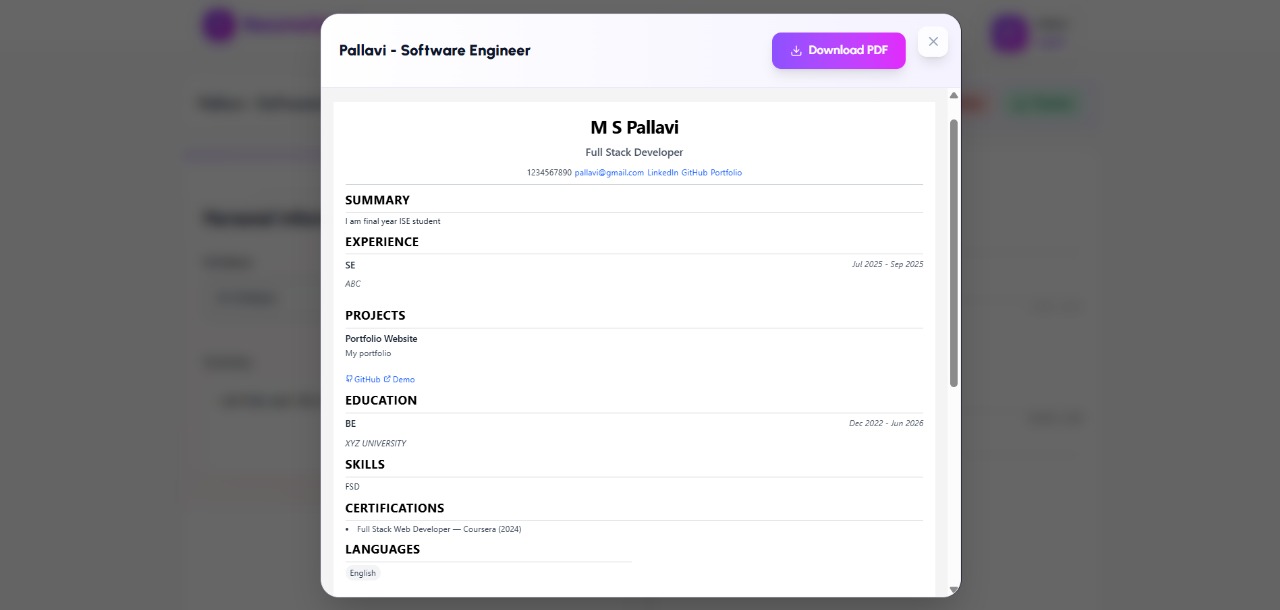 Pallavi - Software Engineer
Download PDF
M S Pallavi
Full Stack Developer
1234567890 pallavi@gmail.com LinkedIn GitHub Portfolio
SUMMARY
I am final year ISE student
EXPERIENCE
SE Jul 2025 - Sep 2025
ABC
PROJECTS
Portfolio Website
My portfolio
GitHub Demo
EDUCATION
BE Dec 2022 - Jun 2026
XYZ UNIVERSITY
SKILLS
FSD
CERTIFICATIONS
• Full Stack Web Developer — Coursera (2024)
LANGUAGES
English